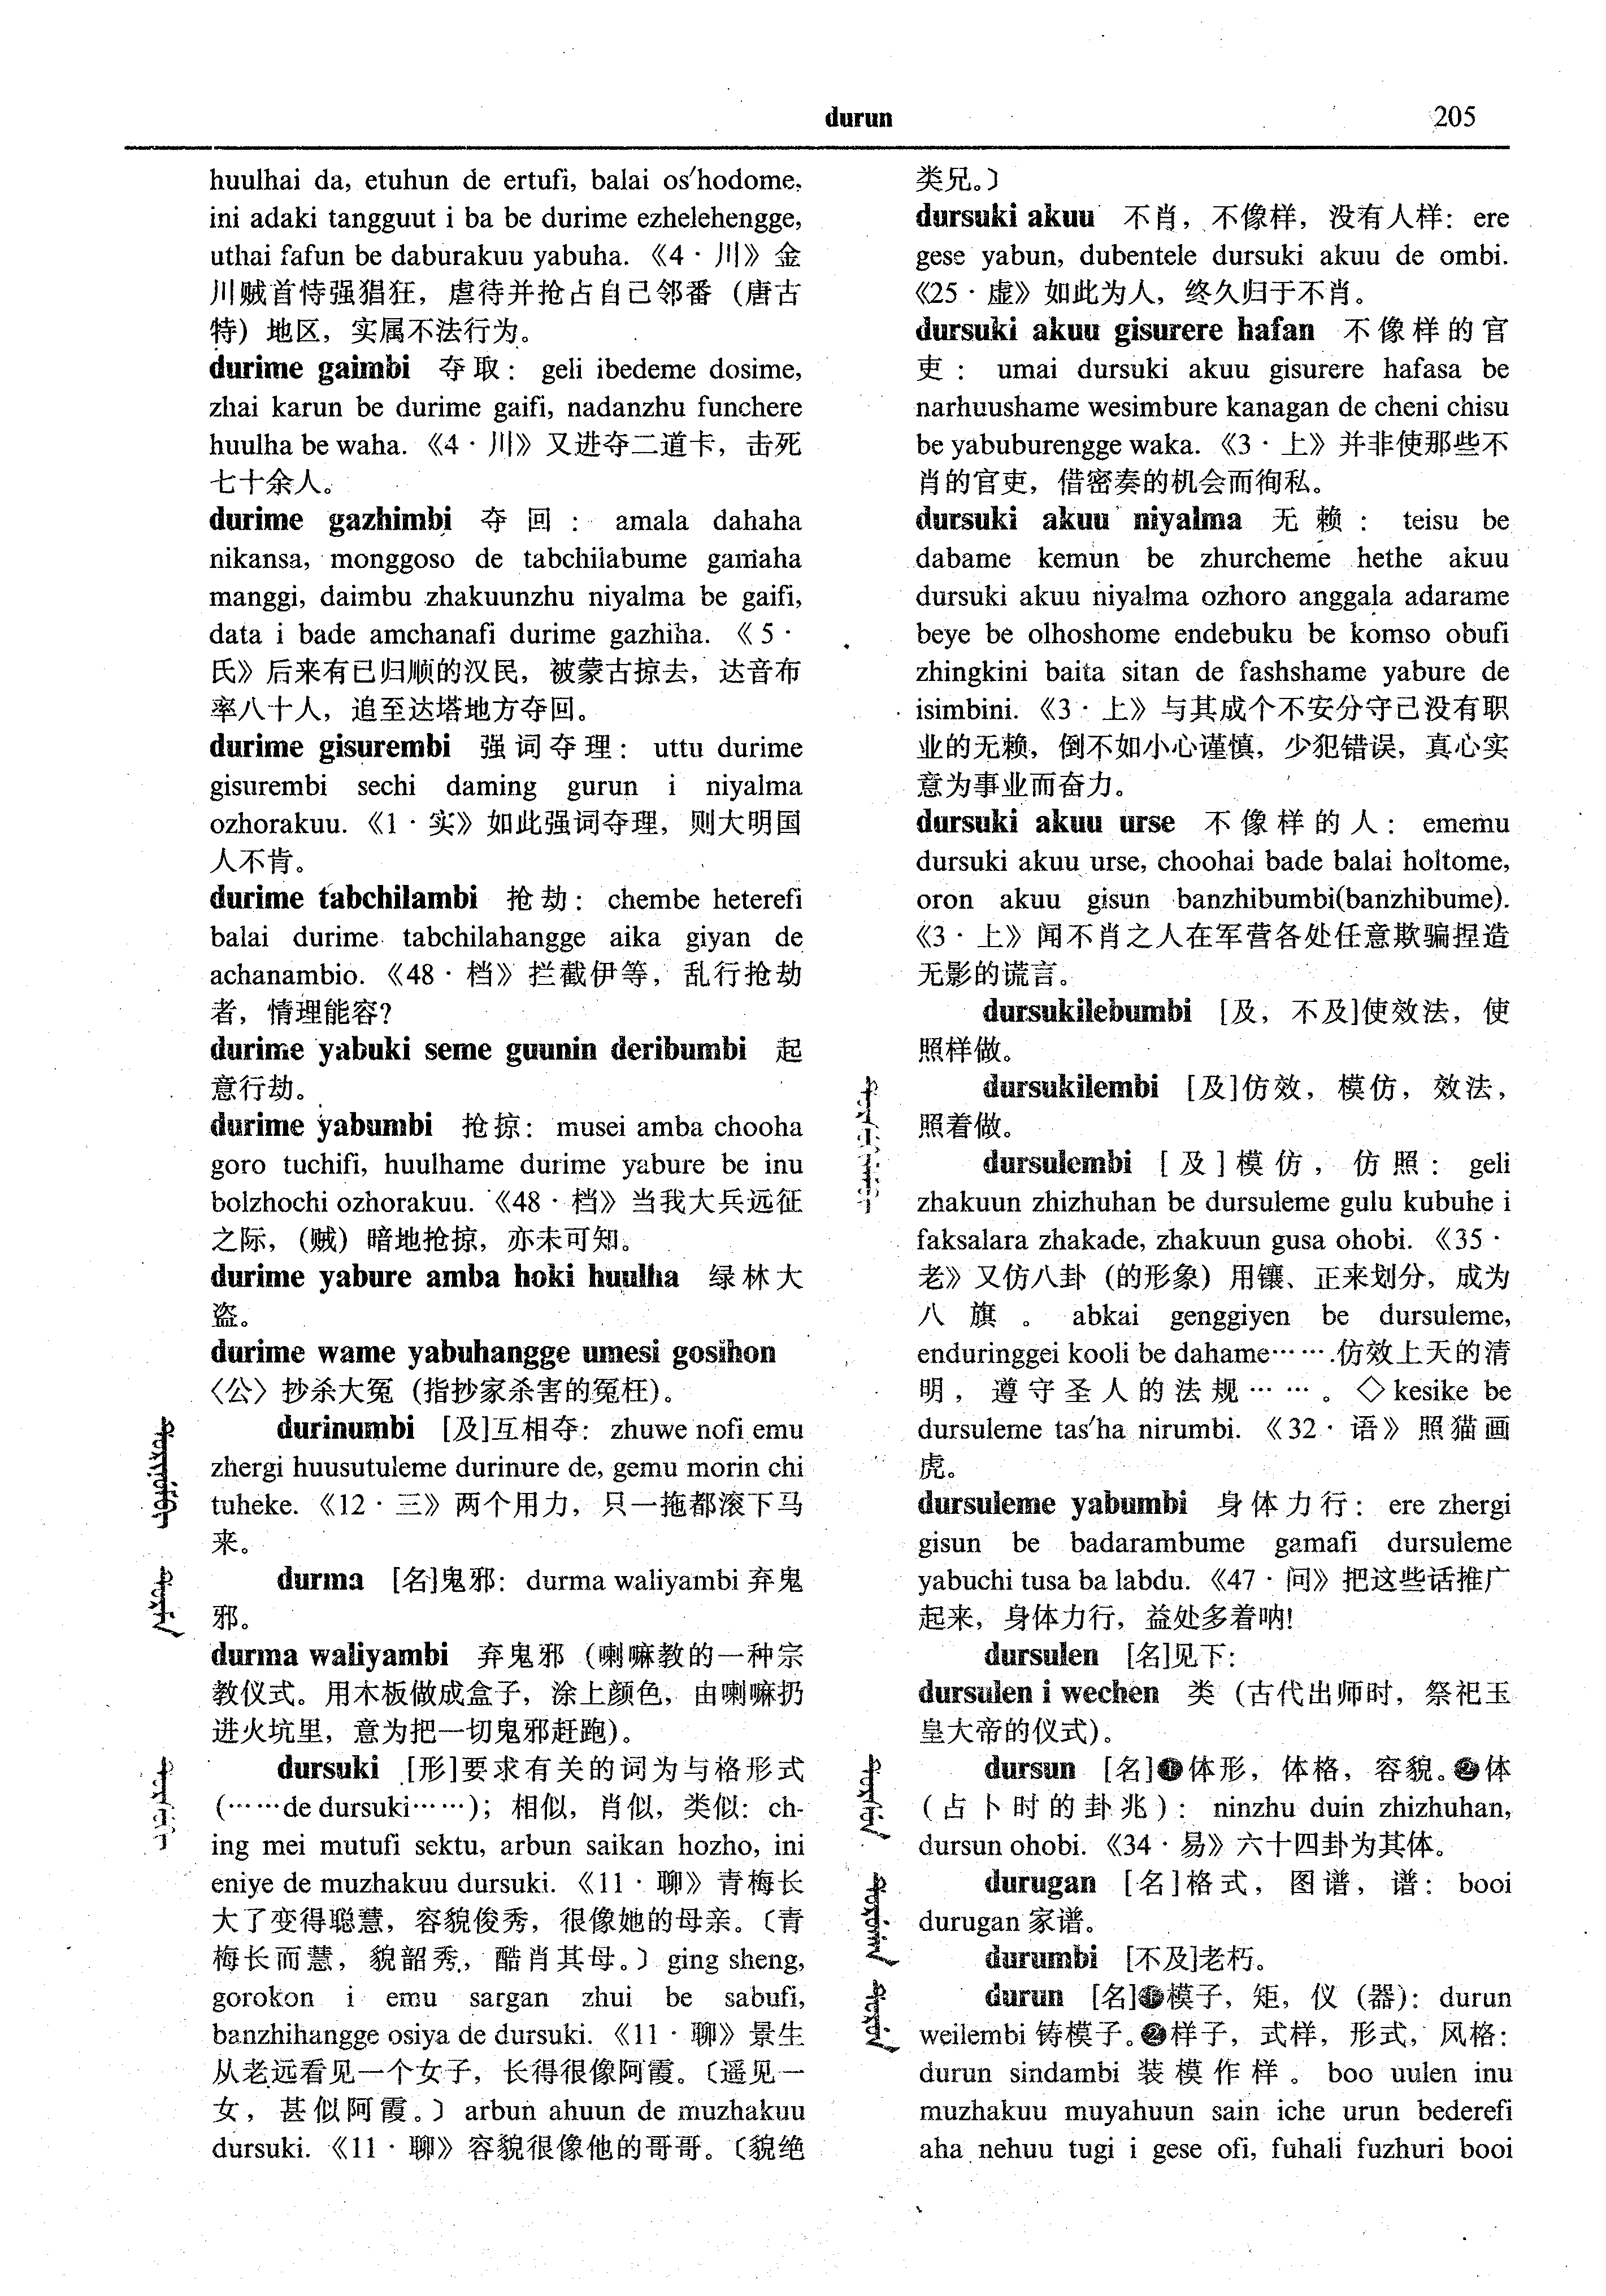 durun
205
huulhai da, etuhun de ertufi, balai os'hodome,
ini adaki tangguut i ba be durime ezhelehengge,
uthai fafun be daburakuu yabuha.《4·川》金
川贼首恃强猖狂，虐待并抢占自己邻番（唐古
特）地区，实属不法行为。
durime gaimbi 夺取： geli ibedeme dosime,
zhai karun be durime gaifi, nadanzhu funchere
huulha be waha.《4·川》又进夺二道卡，击死
七十余人。
durime gazhimbi 夺回： amala dahaha
nikansa, monggoso de tabchilabume gamaha
manggi, daimbu zhakuunzhu niyalma be gaifi,
data i bade amchanafi durime gazhiha.《5·
氏》后来有已归顺的汉民，被蒙古掠去，达音布
率八十人，追至达塔地方夺回。
durime gisurembi 强词夺理： uttu durime
gisurembi sechi daming gurun i niyalma
ozhorakuu.《1·实》如此强词夺理，则大明国
人不肯。
durime tabchilambi 抢劫： chembe heterefi
balai durime tabchilahangge aika giyan de
achanambio.《48·档》拦截伊等，乱行抢劫
者，情理能容?
durime yabuki seme guunin deribumbi 起
意行劫。
durime yabumbi 抢掠： musei amba chooha
goro tuchifi, huulhame durime yabure be inu
bolzhochi ozhorakuu.《48·档》当我大兵远征
之际，（贼）暗地抢掠，亦未可知。
durime yabure amba hoki huulha 绿林大
盗。
durime wame yabuhangge umesi gosihon
〈公〉抄杀大冤（指抄家杀害的冤枉）。
durinumbi [及]互相夺： zhuwe nofi emu
zhergi huusutuleme durinure de, gemu morin chi
tuheke.《12·三》两个用力，只一拖都滚下马
来。
durma [名]鬼邪： durma waliyambi 弃鬼
邪。
durma waliyambi 弃鬼邪（喇嘛教的一种宗
教仪式。用木板做成盒子，涂上颜色，由喇嘛扔
进火坑里，意为把一切鬼邪赶跑）。
dursuki [形]要求有关的词为与格形式
(……de dursuki……)；相似，肖似，类似： ch-
ing mei mutufi sektu, arbun saikan hozho, ini
eniye de muzhakuu dursuki.《11·聊》青梅长
大了变得聪慧，容貌俊秀，很像她的母亲。〔青
梅长而慧，貌韶秀，酷肖其母。〕ging sheng,
gorokon i emu sargan zhui be sabufi,
banzhihangge osiya de dursuki.《11·聊》景生
从老远看见一个女子，长得很像阿霞。〔遥见一
女，甚似阿霞。〕arbun ahuun de muzhakuu
dursuki.《11·聊》容貌很像他的哥哥。〔貌绝
类兄。〕
dursuki akuu 不肖，不像样，没有人样： ere
gese yabun, dubentele dursuki akuu de ombi.
《25·虚》如此为人，终久归于不肖。
dursuki akuu gisurere hafan 不像样的官
吏： umai dursuki akuu gisurere hafasa be
narhuushame wesimbure kanagan de cheni chisu
be yabuburengge waka.《3·上》并非使那些不
肖的官吏，借密奏的机会而徇私。
dursuki akuu niyalma 无赖： teisu be
dabame kemun be zhurcheme hethe akuu
dursuki akuu niyalma ozhoro anggala adarame
beye be olhoshome endebuku be komso obufi
zhingkini baita sitan de fashshame yabure de
isimbini.《3·上》与其成个不安分守己没有职
业的无赖，倒不如小心谨慎，少犯错误，真心实
意为事业而奋力。
dursuki akuu urse 不像样的人： ememu
dursuki akuu urse, choohai bade balai holtome,
oron akuu gisun banzhibumbi(banzhibume).
《3·上》闻不肖之人在军营各处任意欺骗捏造
无影的谎言。
dursukilebumbi [及，不及]使效法，使
照样做。
dursukilembi [及]仿效，模仿，效法，
照着做。
dursulembi [及]模仿，仿照： geli
zhakuun zhizhuhan be dursuleme gulu kubuhe i
faksalara zhakade, zhakuun gusa ohobi.《35·
老》又仿八卦（的形象）用镶、正来划分，成为
八旗。 abkai genggiyen be dursuleme,
enduringgei kooli be dahame…….仿效上天的清
明，遵守圣人的法规……。◇kesike be
dursuleme tas'ha nirumbi.《32·语》照猫画
虎。
dursuleme yabumbi 身体力行： ere zhergi
gisun be badarambume gamafi dursuleme
yabuchi tusa ba labdu.《47·问》把这些话推广
起来，身体力行，益处多着呐!
dursulen [名]见下：
dursulen i wechen 类（古代出师时，祭祀玉
皇大帝的仪式）。
dursun [名]❶体形，体格，容貌。❷体
（占卜时的卦兆）： ninzhu duin zhizhuhan,
dursun ohobi.《34·易》六十四卦为其体。
durugan [名]格式，图谱，谱： booi
durugan 家谱。
durumbi [不及]老朽。
durun [名]❶模子，矩，仪（器）： durun
weilembi 铸模子。❷样子，式样，形式，风格：
durun sindambi 装模作样。 boo uulen inu
muzhakuu muyahuun sain iche urun bederefi
aha nehuu tugi i gese ofi, fuhali fuzhuri booi